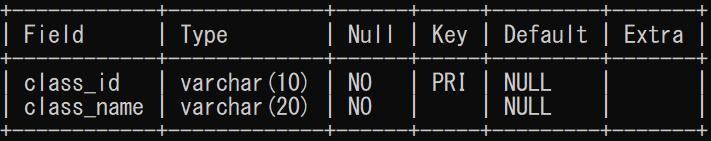 +------------+-------------+------+-----+---------+-------+
| Field      | Type        | Null | Key | Default | Extra |
+------------+-------------+------+-----+---------+-------+
| class_id   | varchar(10) | NO   | PRI | NULL    |       |
| class_name | varchar(20) | NO   |     | NULL    |       |
+------------+-------------+------+-----+---------+-------+